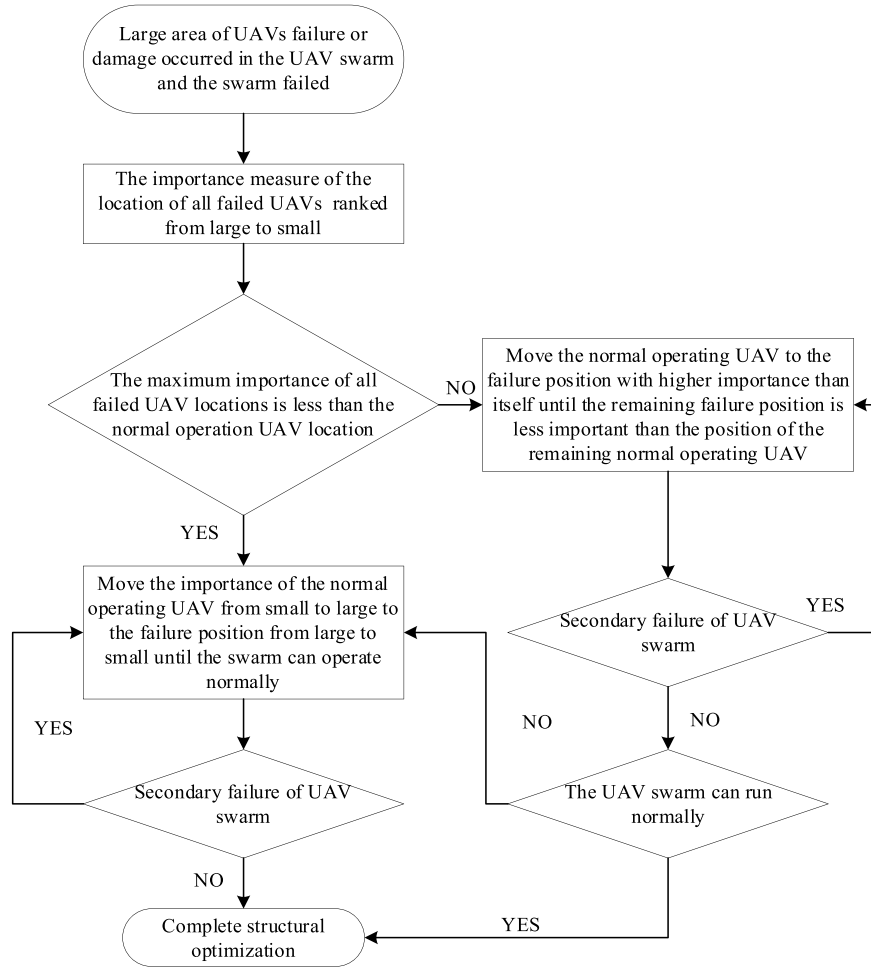 Large area of UAVs failure or
damage occurred in the UAV swarm
and the swarm failed
The importance measure of the
location of all failed UAVs ranked
from large to small
The maximum importance of all
failed UAV locations is less than the
normal operation UAV location
NO
Move the normal operating UAV to the
failure position with higher importance than
itself until the remaining failure position is
less important than the position of the
remaining normal operating UAV
YES
Move the importance of the normal
operating UAV from small to large to
the failure position from large to
small until the swarm can operate
normally
Secondary failure of UAV
swarm
YES
NO
NO
YES
Secondary failure of UAV
swarm
The UAV swarm can run
normally
NO
YES
Complete structural
optimization